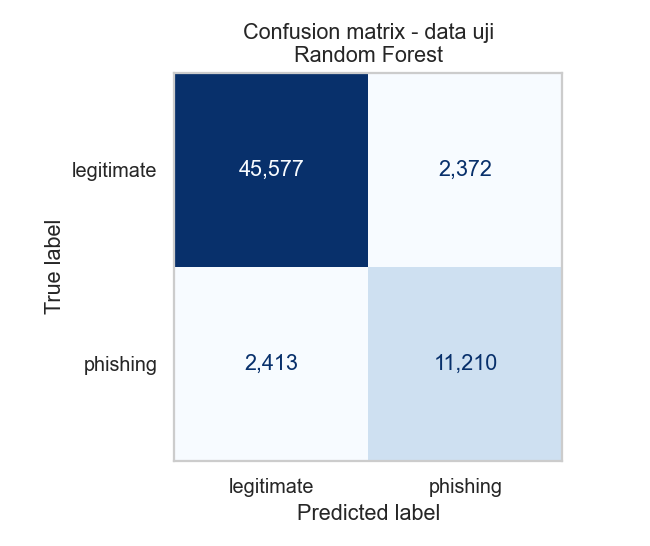 Confusion matrix - data uji
Random Forest
True label
legitimate
45,577
2,372
phishing
2,413
11,210
legitimate
phishing
Predicted label